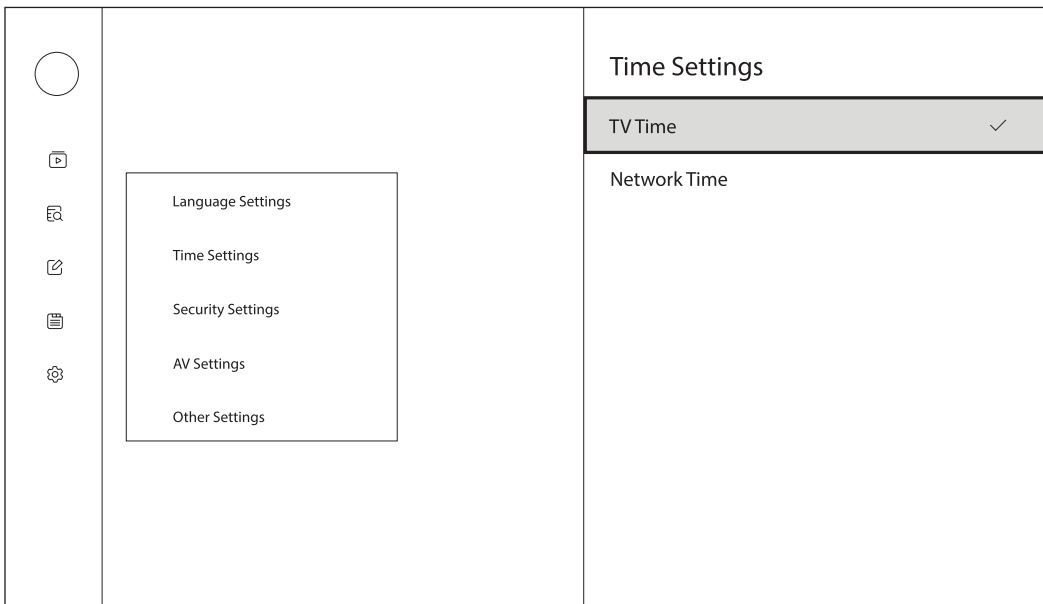 Language Settings
Time Settings
Security Settings
AV Settings
Other Settings
Time Settings
TV Time
Network Time